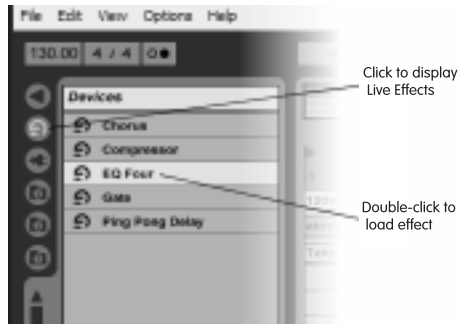 File Edit View Options Help
130.00 4 / 4
Click to display
Live Effects
Devices
Chorus
Compressor
EQ Four
Gate
Ping Pong Delay
Double-click to
load effect